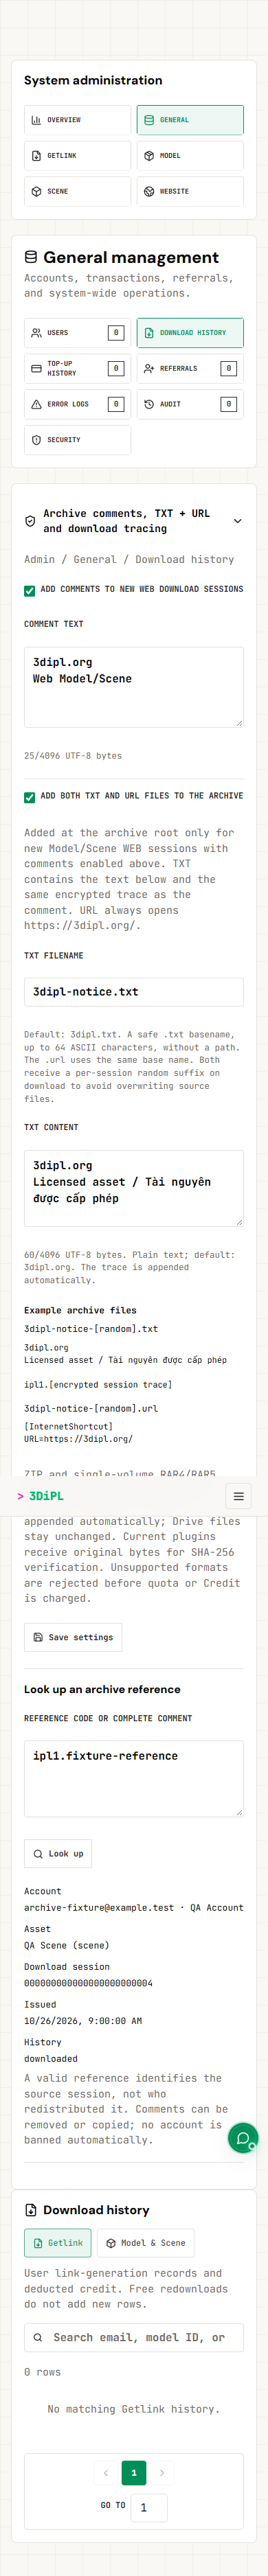 System administration
OVERVIEW
GENERAL
GETLINK
MODEL
SCENE
WEBSITE
General management
Accounts, transactions, referrals,
and system-wide operations.
USERS 0
DOWNLOAD HISTORY
TOP-UP
HISTORY 0
REFERRALS 0
ERROR LOGS 0
AUDIT 0
SECURITY
Archive comments, TXT + URL
and download tracing
Admin / General / Download history
ADD COMMENTS TO NEW WEB DOWNLOAD SESSIONS
COMMENT TEXT
3dipl.org
Web Model/Scene
25/4096 UTF-8 bytes
ADD BOTH TXT AND URL FILES TO THE ARCHIVE
Added at the archive root only for
new Model/Scene WEB sessions with
comments enabled above. TXT
contains the text below and the
same encrypted trace as the
comment. URL always opens
https://3dipl.org/.
TXT FILENAME
3dipl-notice.txt
Default: 3dipl.txt. A safe .txt basename,
up to 64 ASCII characters, without a path.
The .url uses the same base name. Both
receive a per-session random suffix on
download to avoid overwriting source
files.
TXT CONTENT
3dipl.org
Licensed asset / Tài nguyên
được cấp phép
60/4096 UTF-8 bytes. Plain text; default:
3dipl.org. The trace is appended
automatically.
Example archive files
3dipl-notice-[random].txt
3dipl.org
Licensed asset / Tài nguyên được cấp phép
ipl1.[encrypted session trace]
3dipl-notice-[random].url
[InternetShortcut]
URL=https://3dipl.org/
ZIP and single-volume RAR4/RAR5
> 3DiPL
appended automatically; Drive files
stay unchanged. Current plugins
receive original bytes for SHA-256
verification. Unsupported formats
are rejected before quota or Credit
is charged.
Save settings
Look up an archive reference
REFERENCE CODE OR COMPLETE COMMENT
ipl1.fixture-reference
Look up
Account
archive-fixture@example.test · QA Account
Asset
QA Scene (scene)
Download session
000000000000000000000004
Issued
10/26/2026, 9:00:00 AM
History
downloaded
A valid reference identifies the
source session, not who
redistributed it. Comments can be
removed or copied; no account is
banned automatically.
Download history
Getlink
Model & Scene
User link-generation records and
deducted credit. Free redownloads
do not add new rows.
Search email, model ID, or
0 rows
No matching Getlink history.
1
GO TO 1